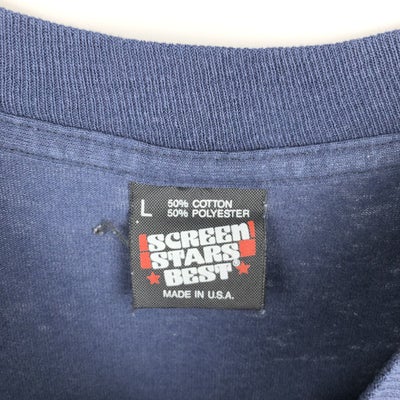 L 50% COTTON
50% POLYESTER
SCREEN
STARS®
BEST
MADE IN U.S.A.